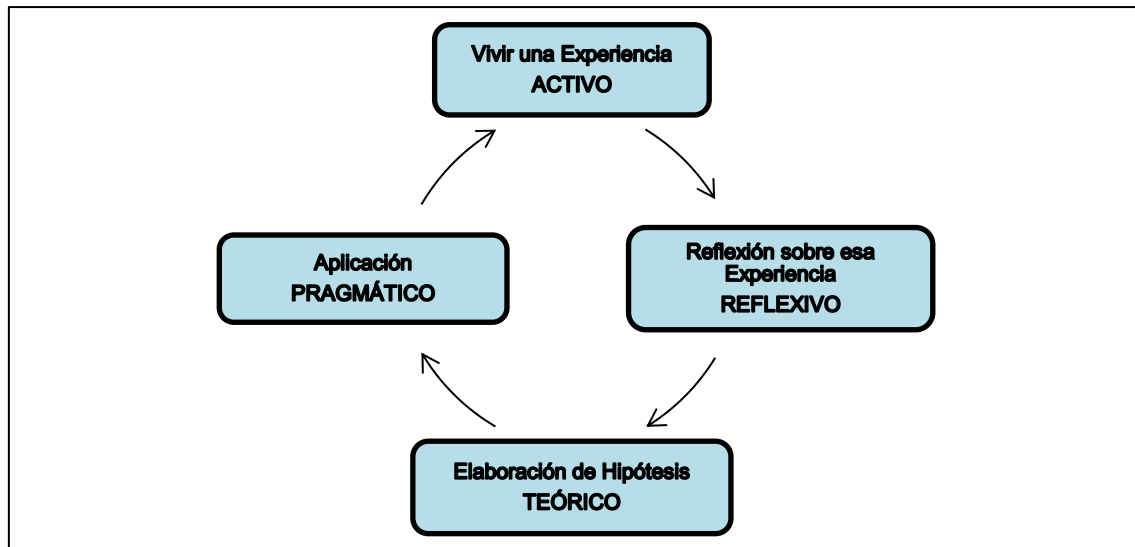 Vivir una Experiencia
ACTIVO
Aplicación
PRAGMÁTICO
Reflexión sobre esa
Experiencia
REFLEXIVO
Elaboración de Hipótesis
TEÓRICO